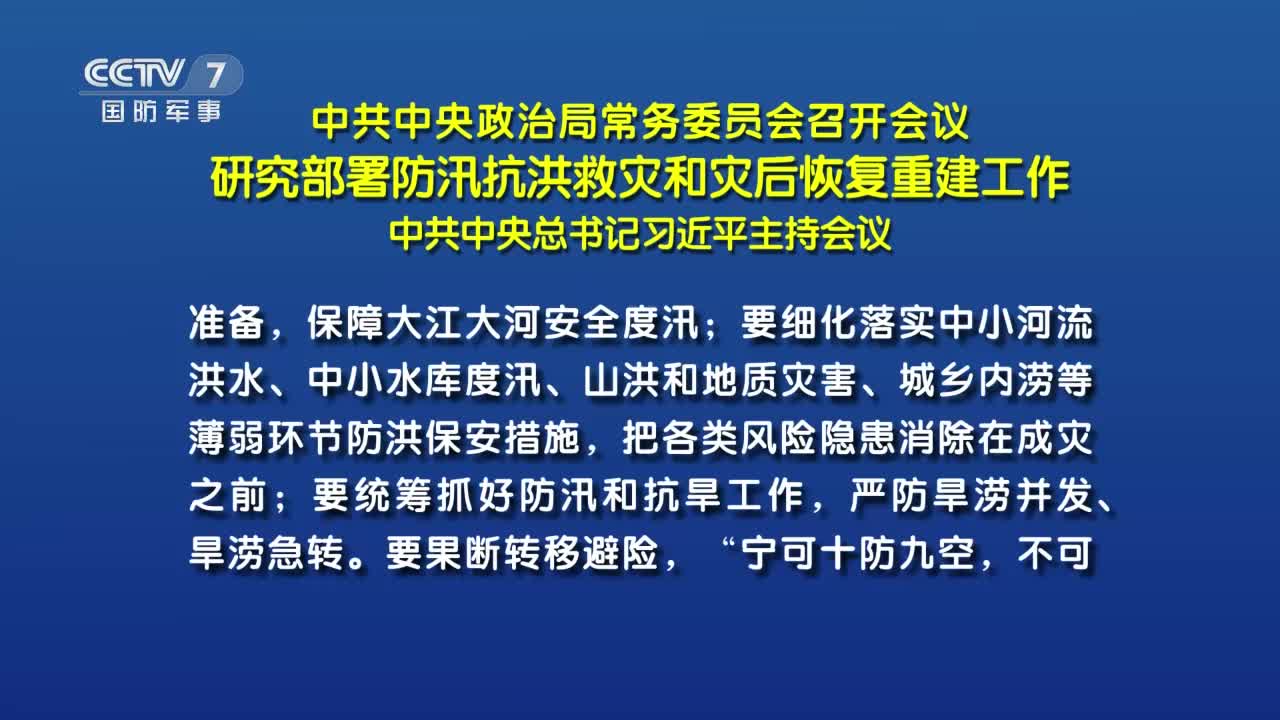 CCTV 7
国防军事
中共中央政治局常务委员会召开会议
研究部署防汛抗洪救灾和灾后恢复重建工作
中共中央总书记习近平主持会议
准备，保障大江大河安全度汛；要细化落实中小河流
洪水、中小水库度汛、山洪和地质灾害、城乡内涝等
薄弱环节防洪保安措施，把各类风险隐患消除在成灾
之前；要统筹抓好防汛和抗旱工作，严防旱涝并发、
旱涝急转。要果断转移避险，“宁可十防九空，不可